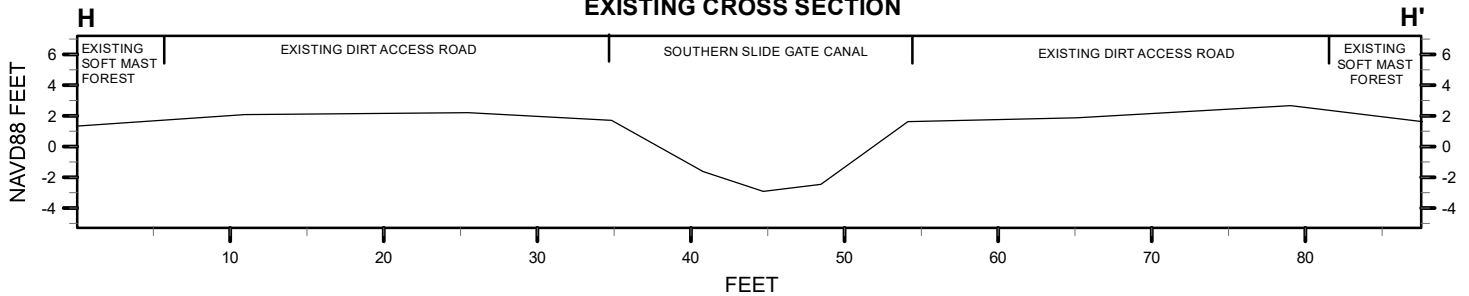 EXISTING CROSS SECTION
H
H'
EXISTING
SOFT MAST
FOREST
EXISTING DIRT ACCESS ROAD
SOUTHERN SLIDE GATE CANAL
EXISTING DIRT ACCESS ROAD
EXISTING
SOFT MAST
FOREST
NAVD88 FEET
6
4
2
0
-2
-4
6
4
2
0
-2
-4
10 20 30 40 50 60 70 80
FEET